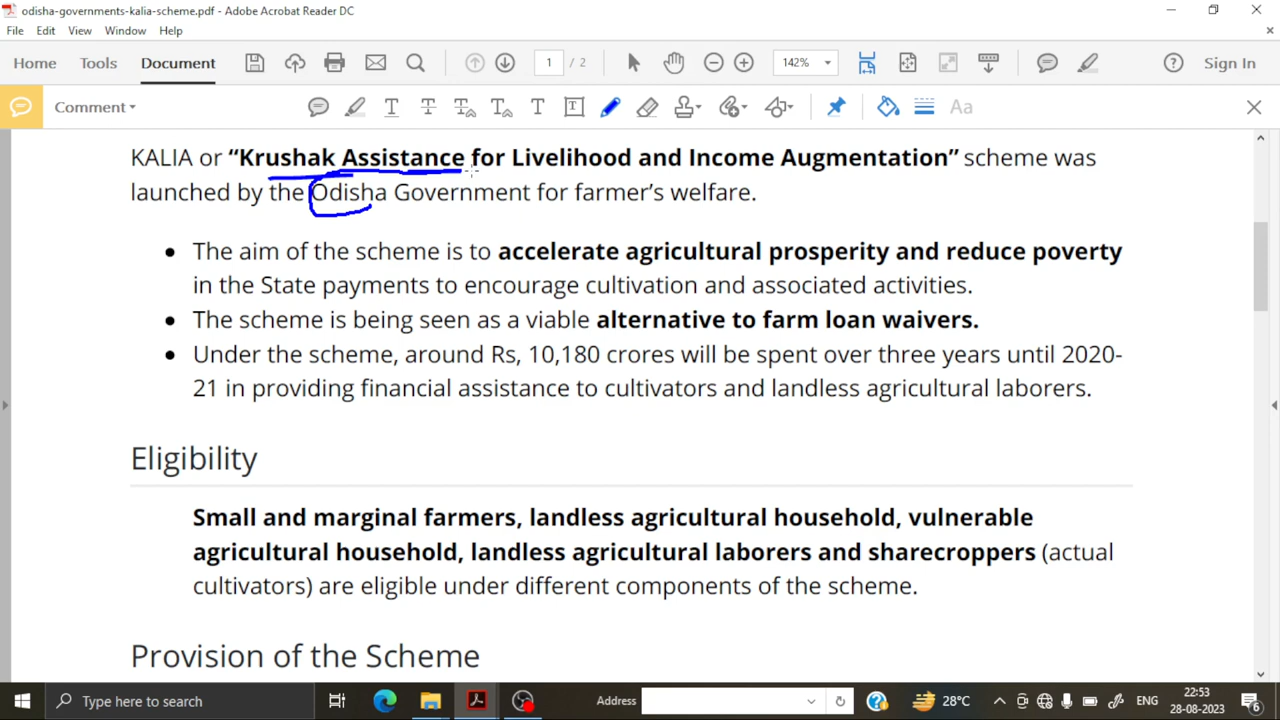 odisha-governments-kalia-scheme.pdf - Adobe Acrobat Reader DC
File Edit View Window Help
Home Tools Document 1 / 2 142% Sign In
Comment
KALIA or “Krushak Assistance for Livelihood and Income Augmentation” scheme was
launched by the Odisha Government for farmer’s welfare.
• The aim of the scheme is to accelerate agricultural prosperity and reduce poverty
in the State payments to encourage cultivation and associated activities.
• The scheme is being seen as a viable alternative to farm loan waivers.
• Under the scheme, around Rs, 10,180 crores will be spent over three years until 2020-
21 in providing financial assistance to cultivators and landless agricultural laborers.
Eligibility
Small and marginal farmers, landless agricultural household, vulnerable
agricultural household, landless agricultural laborers and sharecroppers (actual
cultivators) are eligible under different components of the scheme.
Provision of the Scheme
Type here to search Address 28°C ENG 22:53
28-08-2023 6